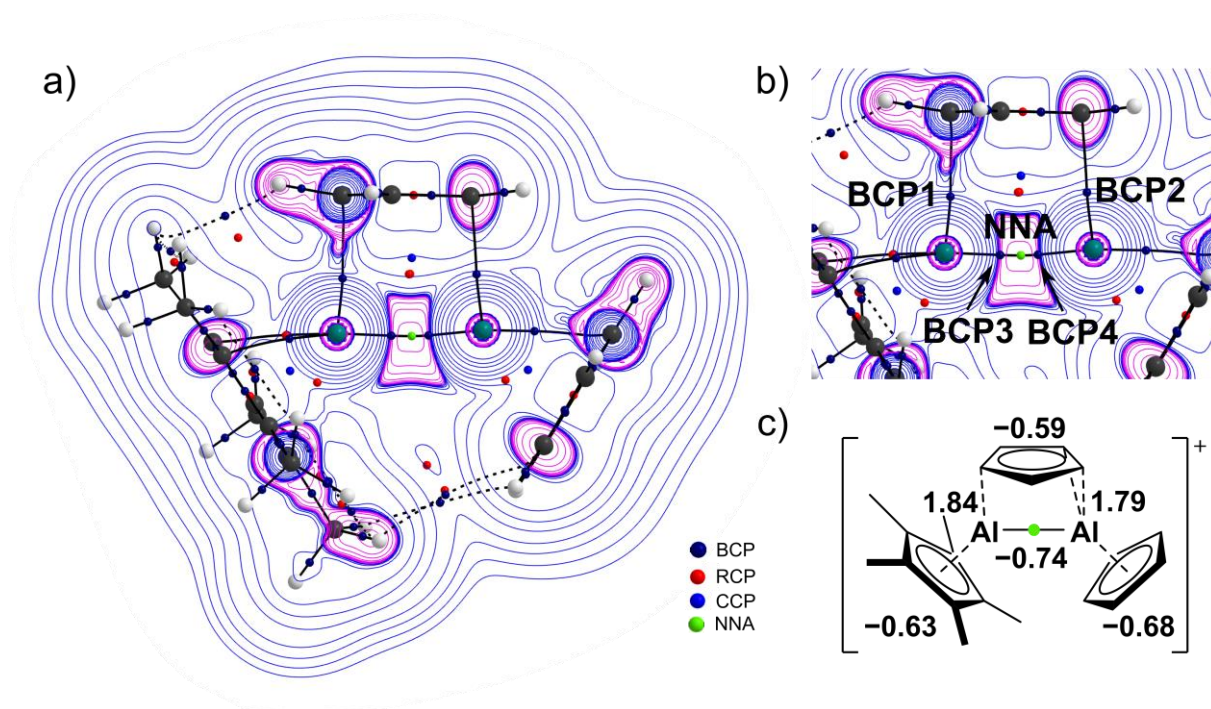 a)
BCP
RCP
CCP
NNA
b)
BCP1
BCP2
NNA
BCP3
BCP4
c)
+
−0.59
1.84
1.79
Al
Al
−0.74
−0.63
−0.68